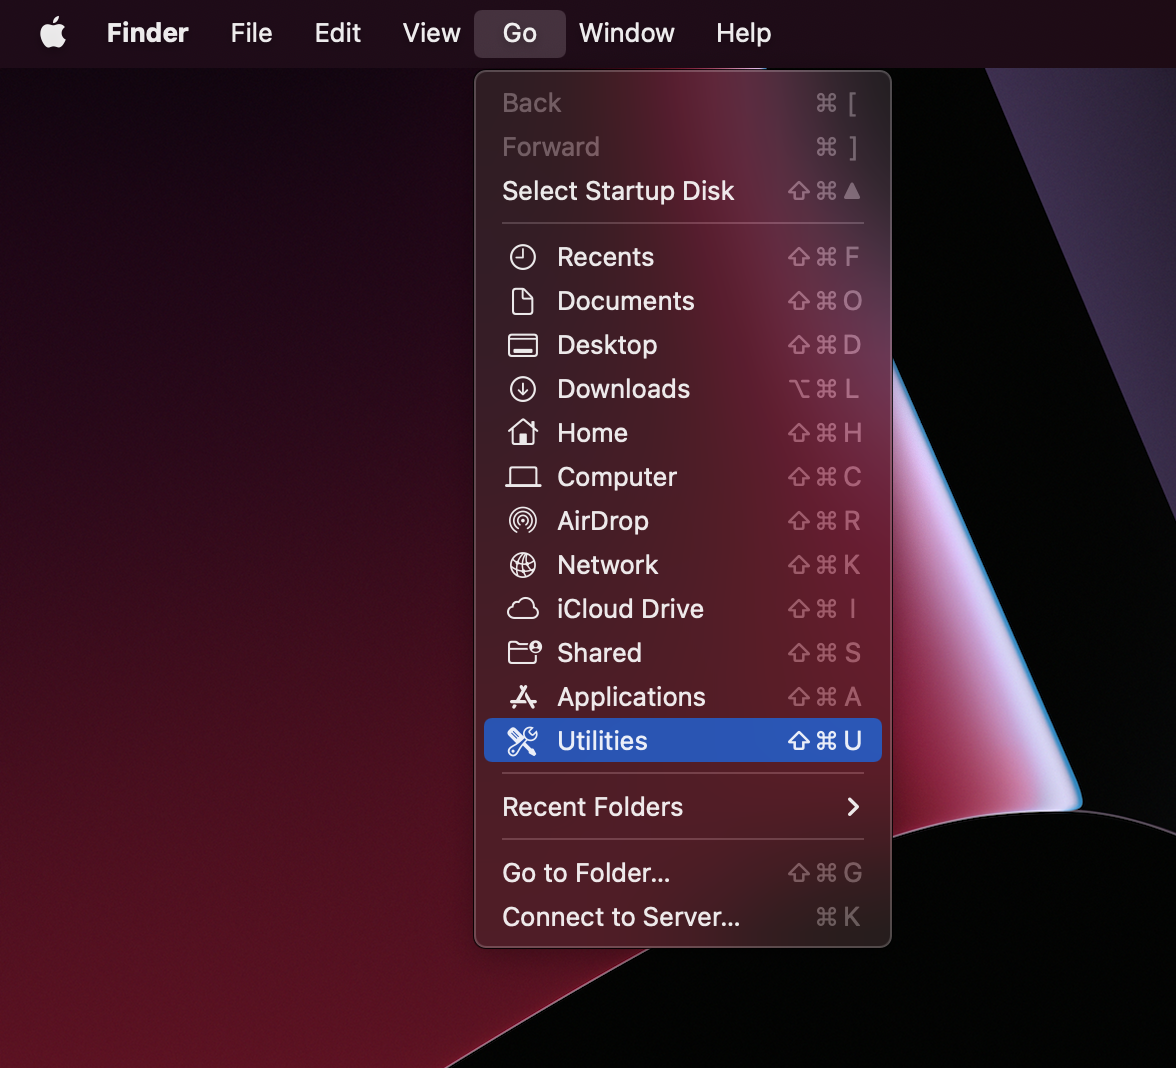 Finder File Edit View Go Window Help
Back ⌘ [
Forward ⌘ ]
Select Startup Disk ⇧ ⌘ ▲
Recents ⇧ ⌘ F
Documents ⇧ ⌘ O
Desktop ⇧ ⌘ D
Downloads ⌥ ⌘ L
Home ⇧ ⌘ H
Computer ⇧ ⌘ C
AirDrop ⇧ ⌘ R
Network ⇧ ⌘ K
iCloud Drive ⇧ ⌘ I
Shared ⇧ ⌘ S
Applications ⇧ ⌘ A
Utilities ⇧ ⌘ U
Recent Folders
Go to Folder... ⇧ ⌘ G
Connect to Server... ⌘ K